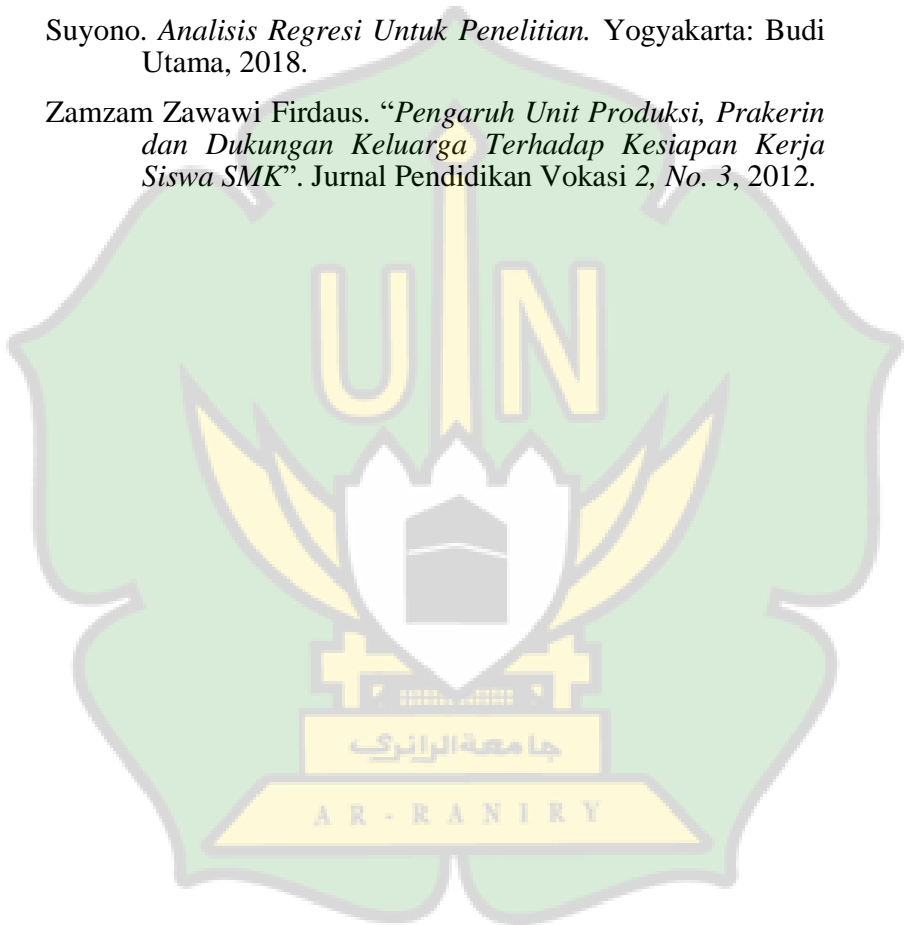 Suyono. Analisis Regresi Untuk Penelitian. Yogyakarta: Budi
Utama, 2018.
Zamzam Zawawi Firdaus. “Pengaruh Unit Produksi, Prakerin
dan Dukungan Keluarga Terhadap Kesiapan Kerja
Siswa SMK”. Jurnal Pendidikan Vokasi 2, No. 3, 2012.
UIN
جامعة الرانري
AR-RANIRY